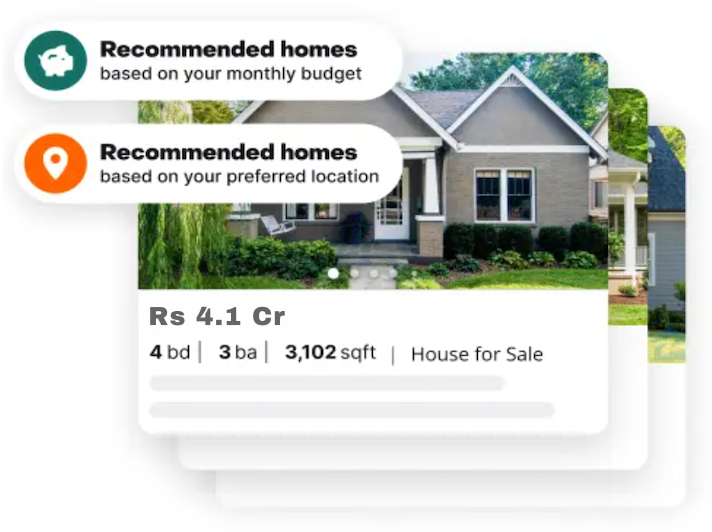 Recommended homes
based on your monthly budget
Recommended homes
based on your preferred location
Rs 4.1 Cr
4 bd | 3 ba | 3,102 sqft | House for Sale